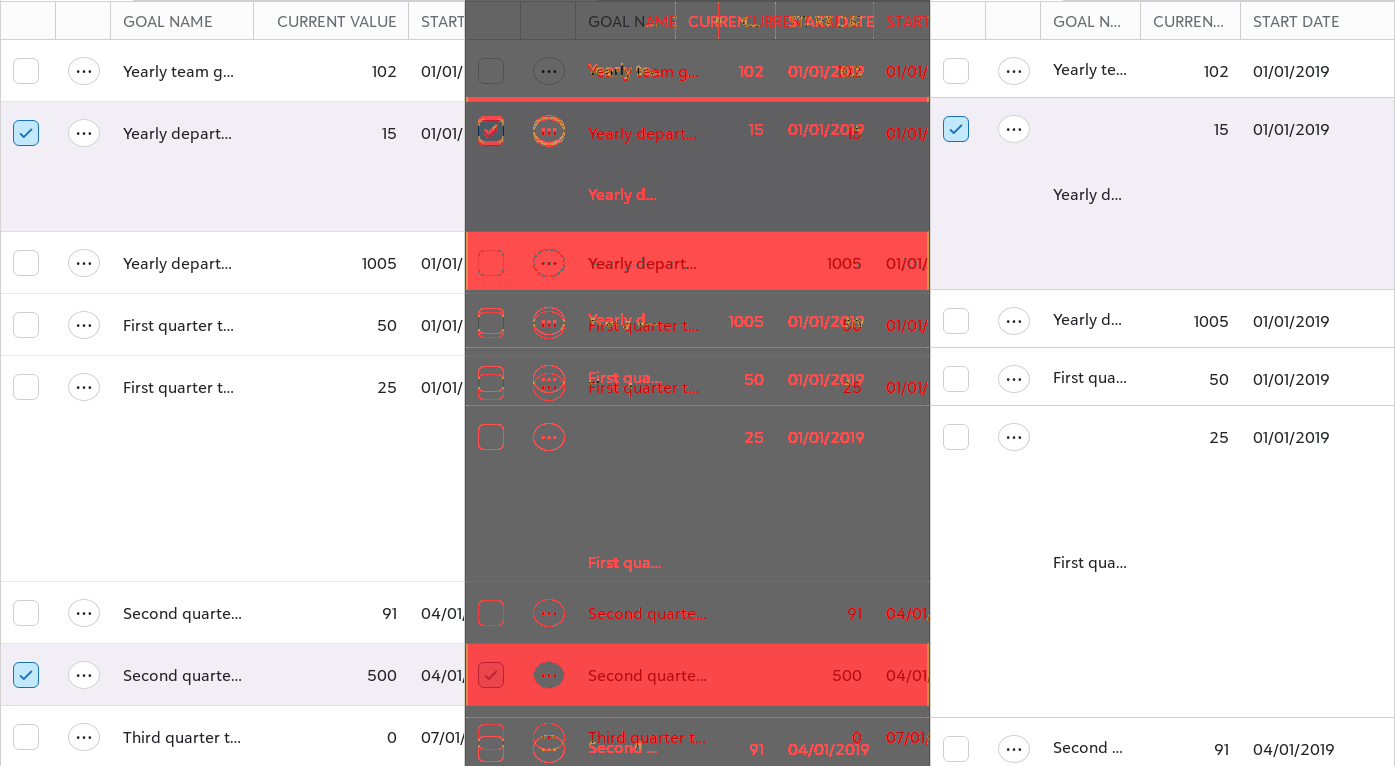 GOAL NAME CURRENT VALUE START
Yearly team g... 102 01/01/
Yearly depart... 15 01/01/
Yearly depart... 1005 01/01/
First quarter t... 50 01/01/
First quarter t... 25 01/01/
Second quarte... 91 04/01/
Second quarte... 500 04/01/
Third quarter t... 0 07/01/
GOAL N START DATE START
Yearly team g... 102 01/01/2019 01/01/
Yearly depart... 15 01/01/2019 01/01/
Yearly d...
Yearly depart... 1005 01/01/
Yearly d... 1005 01/01/2019
First quarter t... 01/01/
First qua... 50 01/01/2019
First quarter t... 25 01/01/
25 01/01/2019
First qua...
Second quarte... 91 04/01/
Second quarte... 500 04/01/
Third quarter t... 0 07/01/
Second ... 91 04/01/2019
GOAL N... CURREN... START DATE
Yearly te... 102 01/01/2019
15 01/01/2019
Yearly d...
Yearly d... 1005 01/01/2019
First qua... 50 01/01/2019
25 01/01/2019
First qua...
Second ... 91 04/01/2019